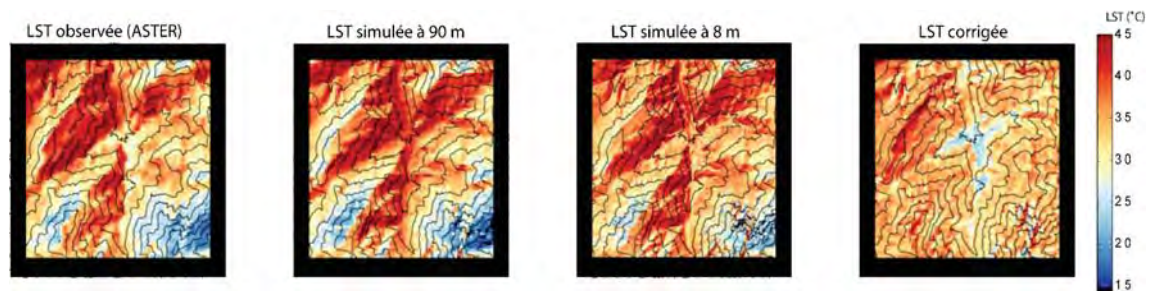 LST observée (ASTER)
LST simulée à 90 m
LST simulée à 8 m
LST corrigée
LST (°C)
45
40
35
30
25
20
15